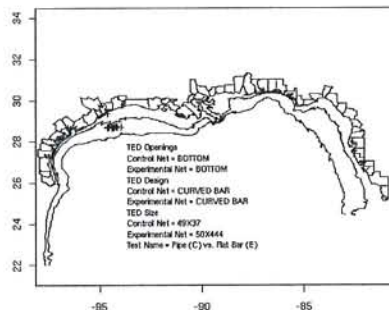 34
32
30
28
26
24
22
TED Openings
Control Net = BOTTOM
Experimental Net = BOTTOM
TED Design
Control Net = CURVED BAR
Experimental Net = CURVED BAR
TED Size
Control Net = 49X37
Experimental Net = 50X444
Test Name = Pipe (C) vs. Flat Bar (E)
-95
-90
-85